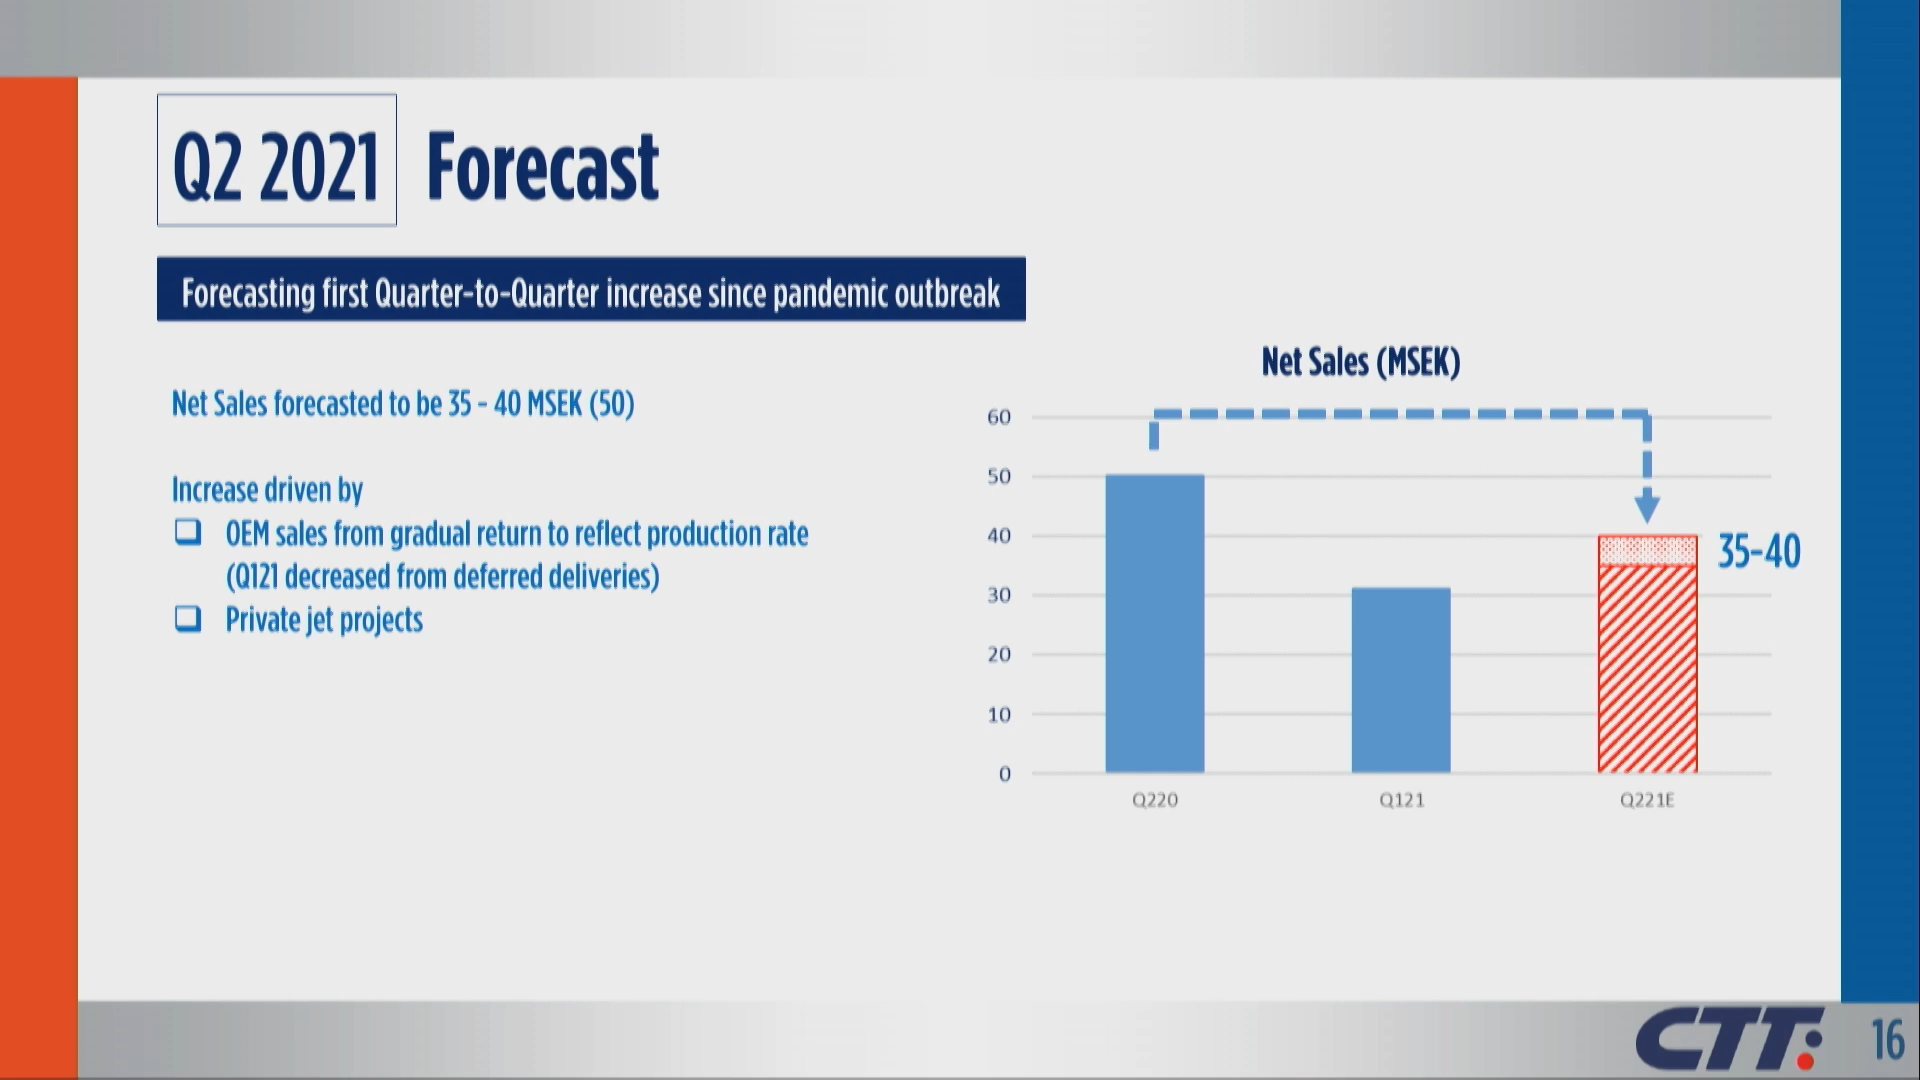 Q2 2021 Forecast
Forecasting first Quarter-to-Quarter increase since pandemic outbreak
Net Sales forecasted to be 35 - 40 MSEK (50)
Increase driven by
OEM sales from gradual return to reflect production rate
(Q121 decreased from deferred deliveries)
Private jet projects
Net Sales (MSEK)
60
50
40
30
20
10
0
35-40
Q220 Q121 Q221E
CTT
16